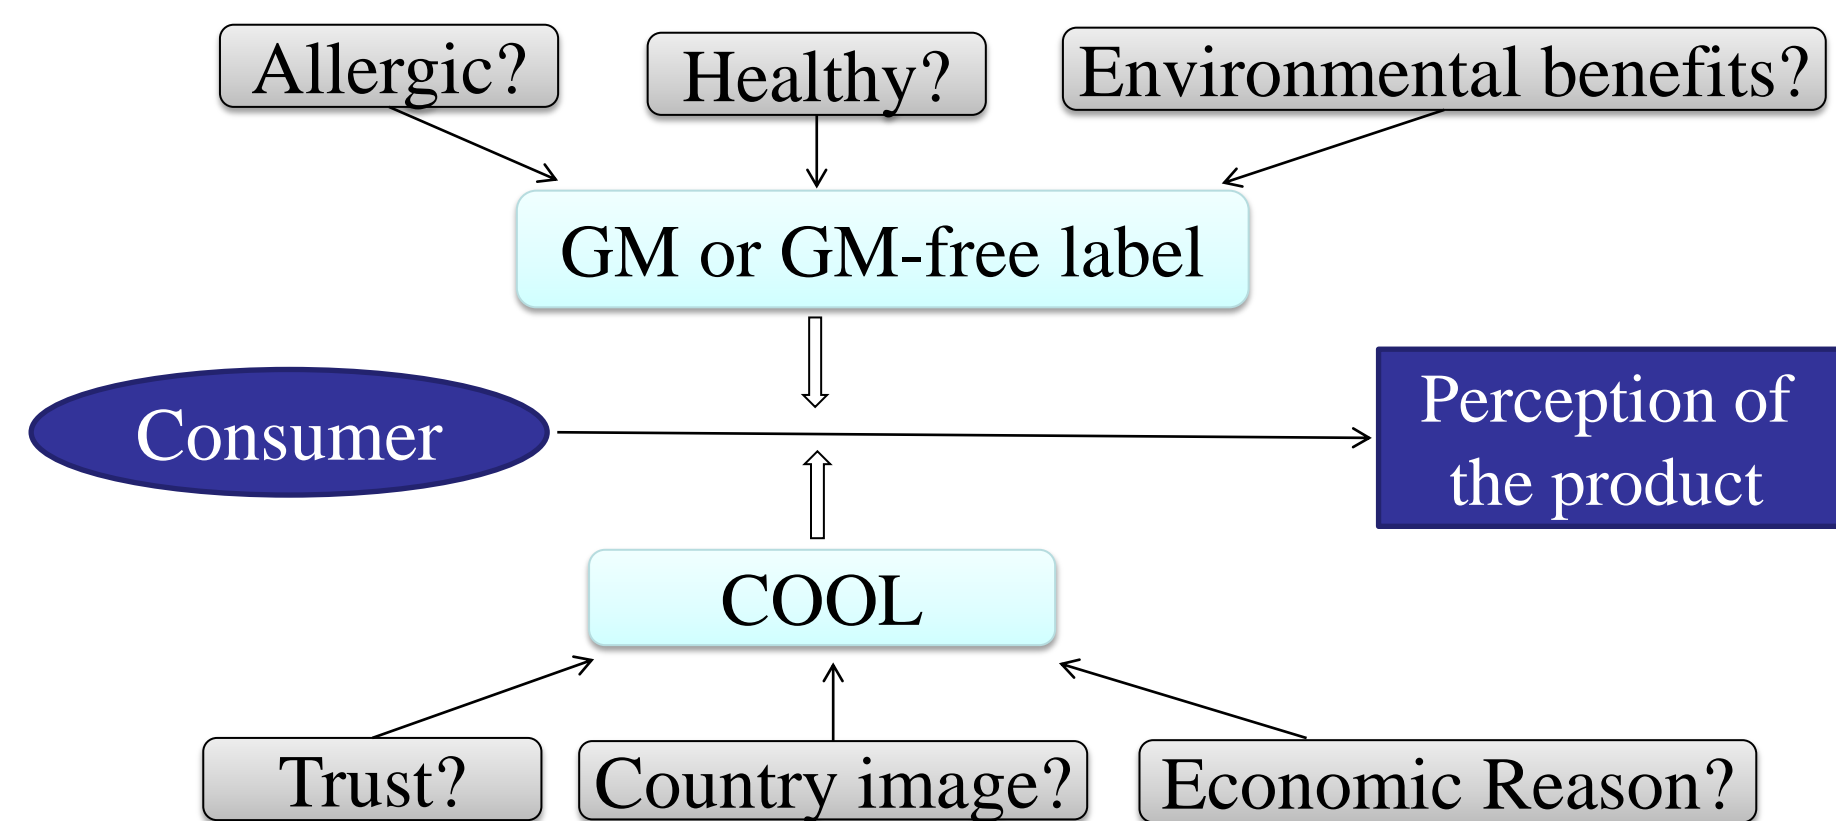 Allergic?
Healthy?
Environmental benefits?
GM or GM-free label
Consumer
Perception of
the product
COOL
Trust?
Country image?
Economic Reason?